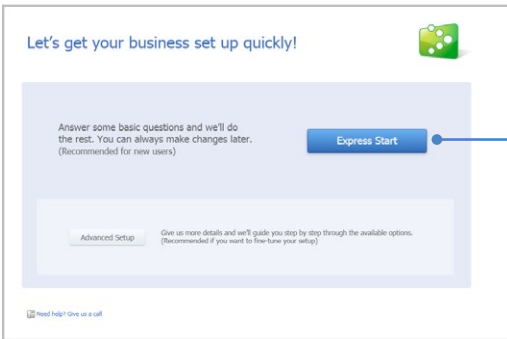 Let's get your business set up quickly!
Answer some basic questions and we'll do
the rest. You can always make changes later.
(Recommended for new users)
Express Start
Advanced Setup
Give us more details and we'll guide you step by step through the available options.
(Recommended if you want to fine-tune your setup)
Need help? Give us a call